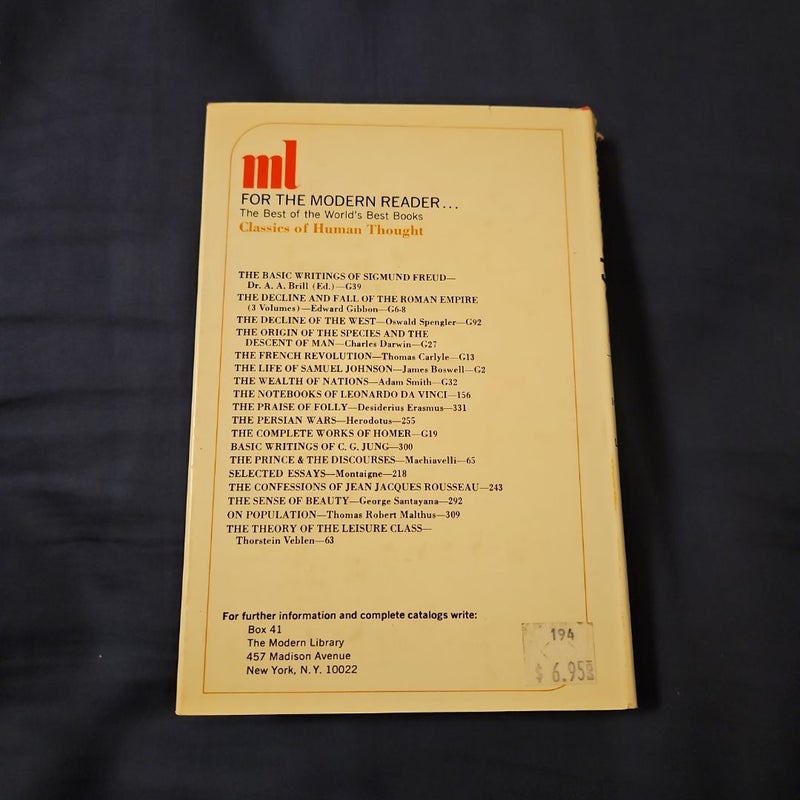 ml
FOR THE MODERN READER...
The Best of the World's Best Books
Classics of Human Thought
THE BASIC WRITINGS OF SIGMUND FREUD—
Dr. A. A. Brill (Ed.)—G39
THE DECLINE AND FALL OF THE ROMAN EMPIRE
(3 Volumes)—Edward Gibbon—G6-8
THE DECLINE OF THE WEST—Oswald Spengler—G92
THE ORIGIN OF THE SPECIES AND THE
DESCENT OF MAN—Charles Darwin—G27
THE FRENCH REVOLUTION—Thomas Carlyle—G13
THE LIFE OF SAMUEL JOHNSON—James Boswell—G2
THE WEALTH OF NATIONS—Adam Smith—G32
THE NOTEBOOKS OF LEONARDO DA VINCI—156
THE PRAISE OF FOLLY—Desiderius Erasmus—331
THE PERSIAN WARS—Herodotus—255
THE COMPLETE WORKS OF HOMER—G19
BASIC WRITINGS OF C. G. JUNG—300
THE PRINCE & THE DISCOURSES—Machiavelli—65
SELECTED ESSAYS—Montaigne—218
THE CONFESSIONS OF JEAN JACQUES ROUSSEAU—243
THE SENSE OF BEAUTY—George Santayana—292
ON POPULATION—Thomas Robert Malthus—309
THE THEORY OF THE LEISURE CLASS—
Thorstein Veblen—63
For further information and complete catalogs write:
Box 41
The Modern Library
457 Madison Avenue
New York, N.Y. 10022
194
$ 6.95